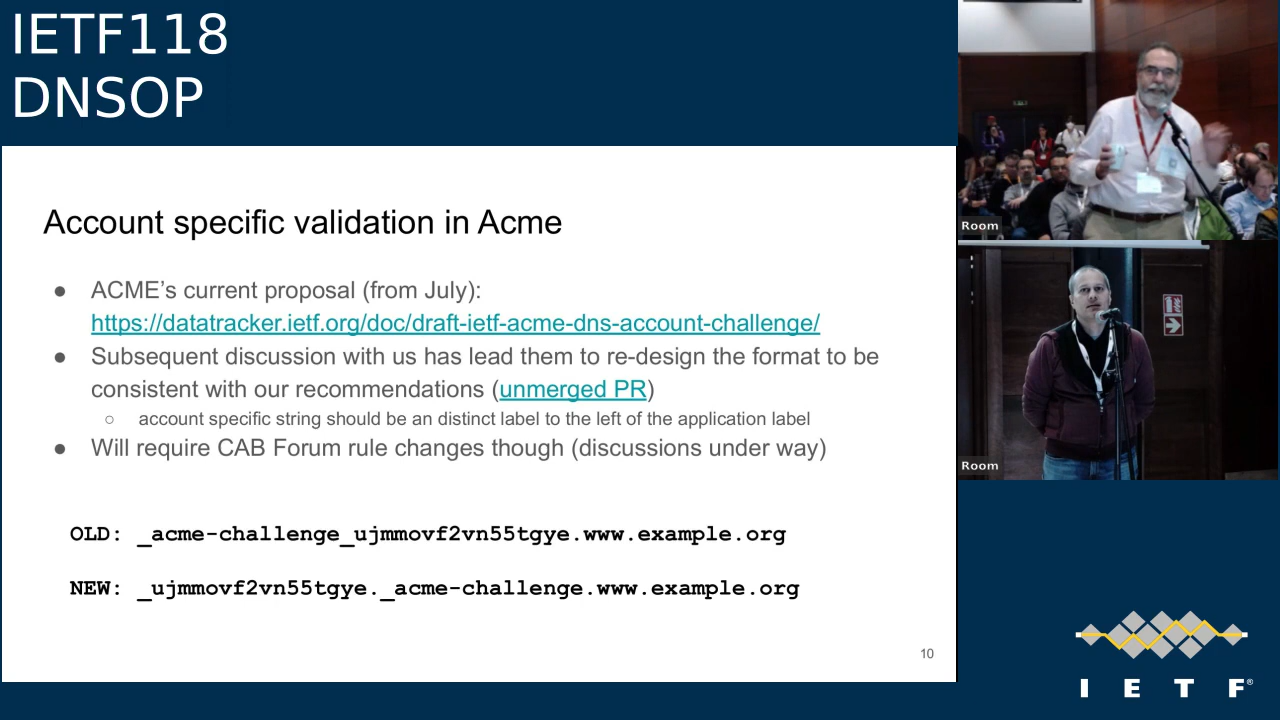 IETF118
DNSOP
Account specific validation in Acme
● ACME’s current proposal (from July):
https://datatracker.ietf.org/doc/draft-ietf-acme-dns-account-challenge/
● Subsequent discussion with us has lead them to re-design the format to be
consistent with our recommendations (unmerged PR)
○ account specific string should be an distinct label to the left of the application label
● Will require CAB Forum rule changes though (discussions under way)
OLD: _acme-challenge_ujmmovf2vn55tgye.www.example.org
NEW: _ujmmovf2vn55tgye._acme-challenge.www.example.org
10
Room
Room
I E T F®